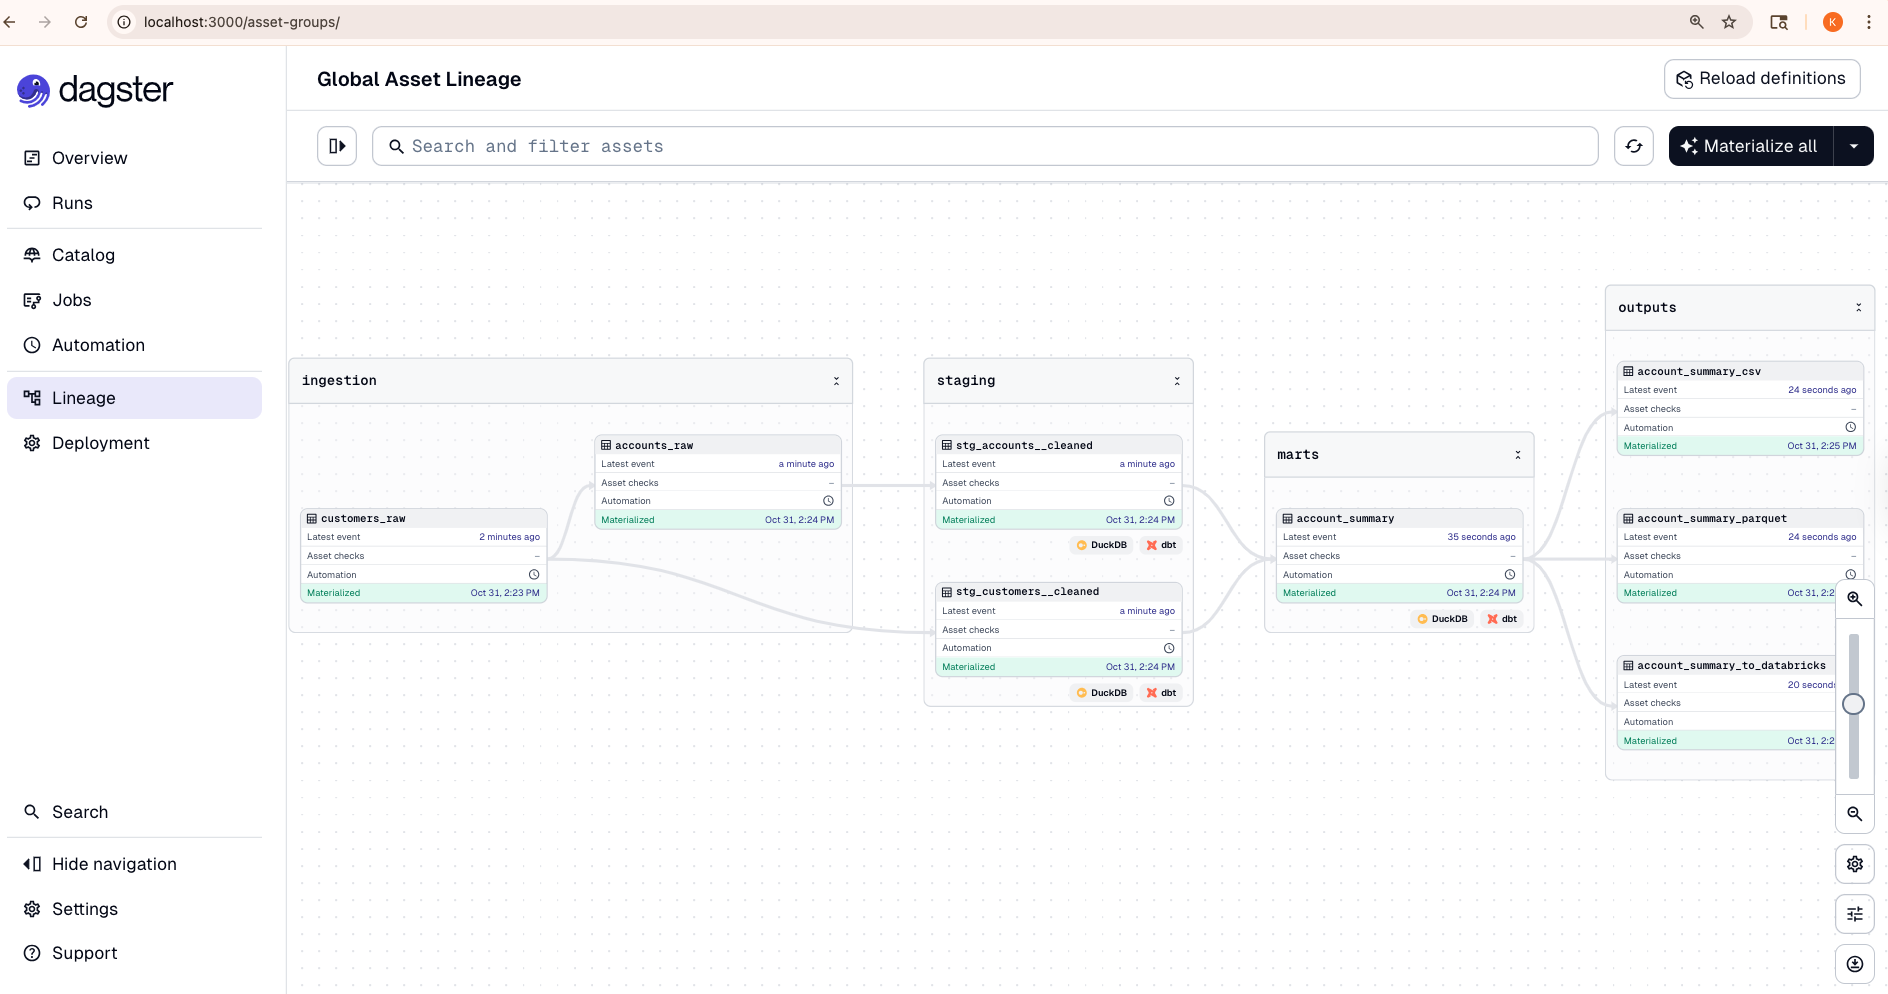 localhost:3000/asset-groups/
K
dagster
Overview
Runs
Catalog
Jobs
Automation
Lineage
Deployment
Search
Hide navigation
Settings
Support
Global Asset Lineage
Reload definitions
Search and filter assets
Materialize all
ingestion
customers_raw
Latest event 2 minutes ago
Asset checks –
Automation
Materialized Oct 31, 2:23 PM
accounts_raw
Latest event a minute ago
Asset checks –
Automation
Materialized Oct 31, 2:24 PM
staging
stg_accounts__cleaned
Latest event a minute ago
Asset checks –
Automation
Materialized Oct 31, 2:24 PM
DuckDB dbt
stg_customers__cleaned
Latest event a minute ago
Asset checks –
Automation
Materialized Oct 31, 2:24 PM
DuckDB dbt
marts
account_summary
Latest event 35 seconds ago
Asset checks –
Automation
Materialized Oct 31, 2:24 PM
DuckDB dbt
outputs
account_summary_csv
Latest event 24 seconds ago
Asset checks –
Automation
Materialized Oct 31, 2:25 PM
account_summary_parquet
Latest event 24 seconds ago
Asset checks –
Automation
Materialized Oct 31, 2:2
account_summary_to_databricks
Latest event 20 second
Asset checks
Automation
Materialized Oct 31, 2:2